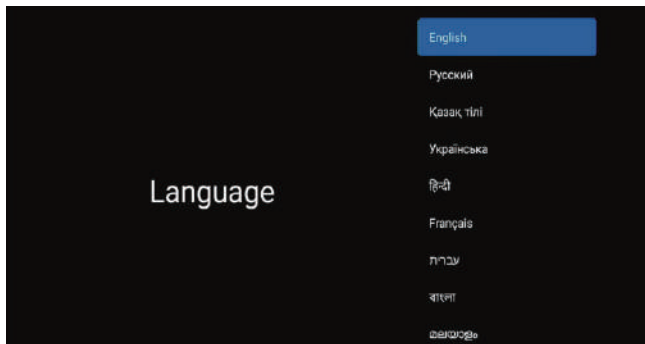 Language
English
Русский
Қазақ тілі
Українська
हिन्दी
Français
עברית
বাংলা
മലയാളം